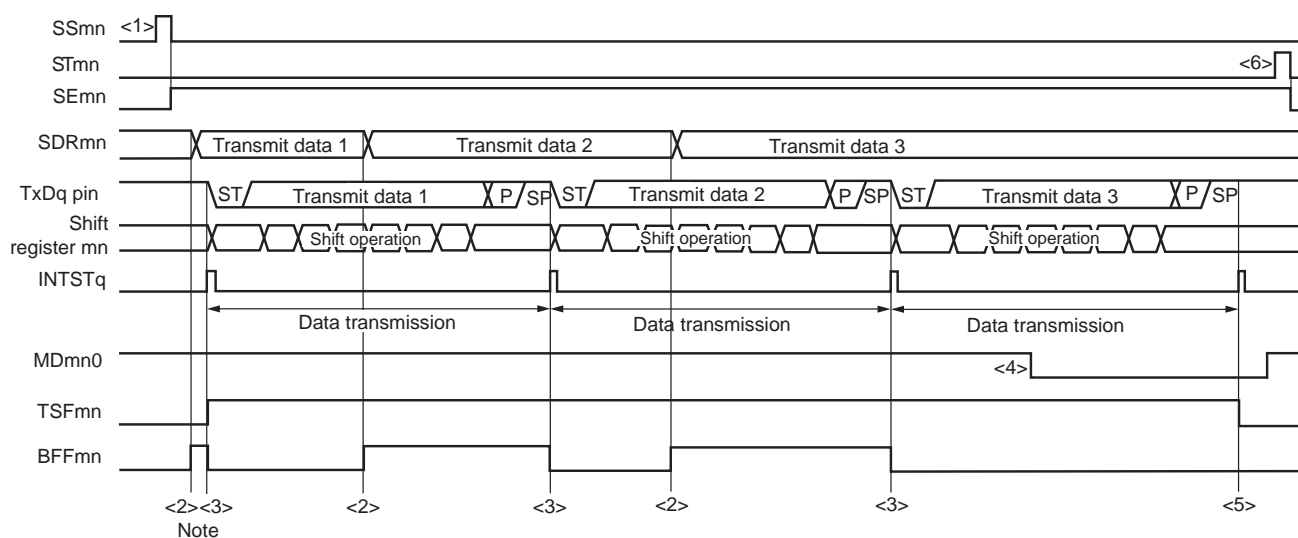 SSmn <1>
STmn <6>
SEmn
SDRmn Transmit data 1 Transmit data 2 Transmit data 3
TxDq pin ST Transmit data 1 P SP ST Transmit data 2 P SP ST Transmit data 3 P SP
Shift
register mn Shift operation Shift operation Shift operation
INTSTq
Data transmission Data transmission Data transmission
MDmn0 <4>
TSFmn
BFFmn
<2><3> <2> <3> <2> <3> <5>
Note